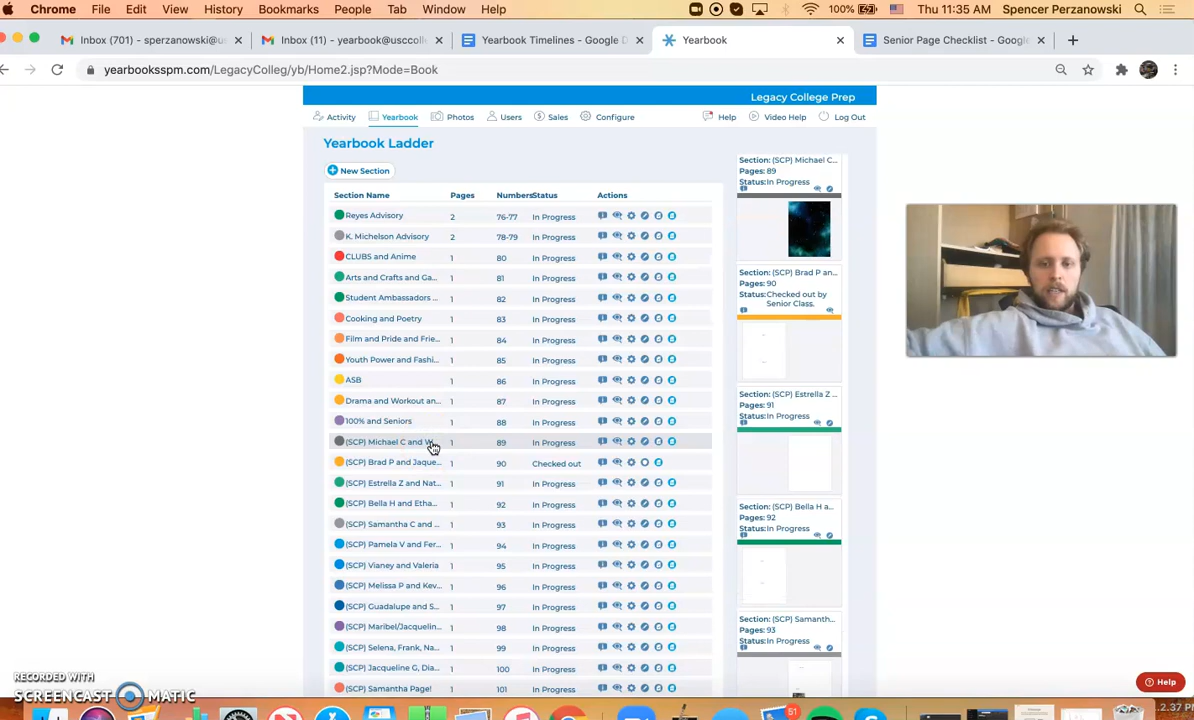 Chrome File Edit View History Bookmarks People Tab Window Help 100% Thu 11:35 AM Spencer Perzanowski
Inbox (701) - sperzanowski@us Inbox (11) - yearbook@usccolle Yearbook Timelines - Google D Yearbook Senior Page Checklist - Google
yearbooksspm.com/LegacyColleg/yb/Home2.jsp?Mode=Book
Legacy College Prep
Activity Yearbook Photos Users Sales Configure Help Video Help Log Out
Yearbook Ladder
New Section
Section Name Pages Numbers Status Actions
Reyes Advisory 2 76-77 In Progress
K. Michelson Advisory 2 78-79 In Progress
CLUBS and Anime 1 80 In Progress
Arts and Crafts and Ga... 1 81 In Progress
Student Ambassadors ... 1 82 In Progress
Cooking and Poetry 1 83 In Progress
Film and Pride and Frie... 1 84 In Progress
Youth Power and Fashi... 1 85 In Progress
ASB 1 86 In Progress
Drama and Workout an... 1 87 In Progress
100% and Seniors 1 88 In Progress
(SCP) Michael C and W 1 89 In Progress
(SCP) Brad P and Jaque... 1 90 Checked out
(SCP) Estrella Z and Nat... 1 91 In Progress
(SCP) Bella H and Etha... 1 92 In Progress
(SCP) Samantha C and ... 1 93 In Progress
(SCP) Pamela V and Fer... 1 94 In Progress
(SCP) Vianey and Valeria 1 95 In Progress
(SCP) Melissa P and Kev... 1 96 In Progress
(SCP) Guadalupe and S... 1 97 In Progress
(SCP) Maribel/Jacquelin... 1 98 In Progress
(SCP) Selena, Frank, Na... 1 99 In Progress
(SCP) Jacqueline G, Dia... 1 100 In Progress
(SCP) Samantha Page! 1 101 In Progress
Section: (SCP) Michael C...
Pages: 89
Status: In Progress
Section: (SCP) Brad P an...
Pages: 90
Status: Checked out by
Senior Class.
Section: (SCP) Estrella Z ...
Pages: 91
Status: In Progress
Section: (SCP) Bella H a...
Pages: 92
Status: In Progress
Section: (SCP) Samanth...
Pages: 93
Status: In Progress
Help
RECORDED WITH
SCREENCAST MATIC
51
.2.37 PM